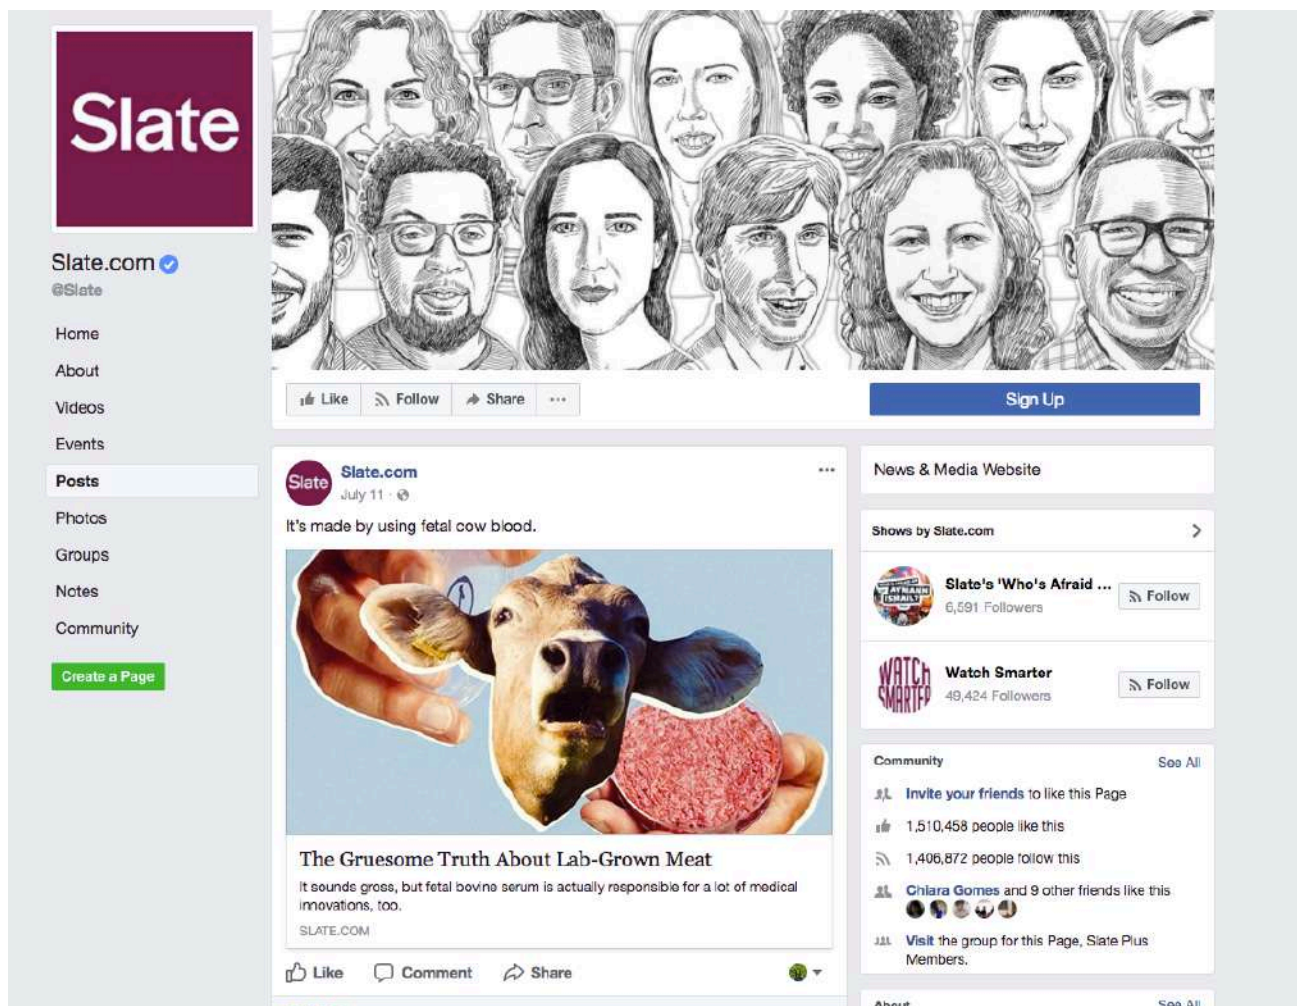 Slate
Slate.com
@Slate
Home
About
Videos
Events
Posts
Photos
Groups
Notes
Community
Create a Page
Like Follow Share ...
Sign Up
Slate
Slate.com
July 11 ·
...
It's made by using fetal cow blood.
The Gruesome Truth About Lab-Grown Meat
It sounds gross, but fetal bovine serum is actually responsible for a lot of medical
innovations, too.
SLATE.COM
Like Comment Share
News & Media Website
Shows by Slate.com
Slate's 'Who's Afraid ...
6,591 Followers
Follow
WATCH
SMARTER
Watch Smarter
49,424 Followers
Follow
Community See All
Invite your friends to like this Page
1,510,458 people like this
1,406,872 people follow this
Chiara Gomes and 9 other friends like this
Visit the group for this Page, Slate Plus
Members.
About See All